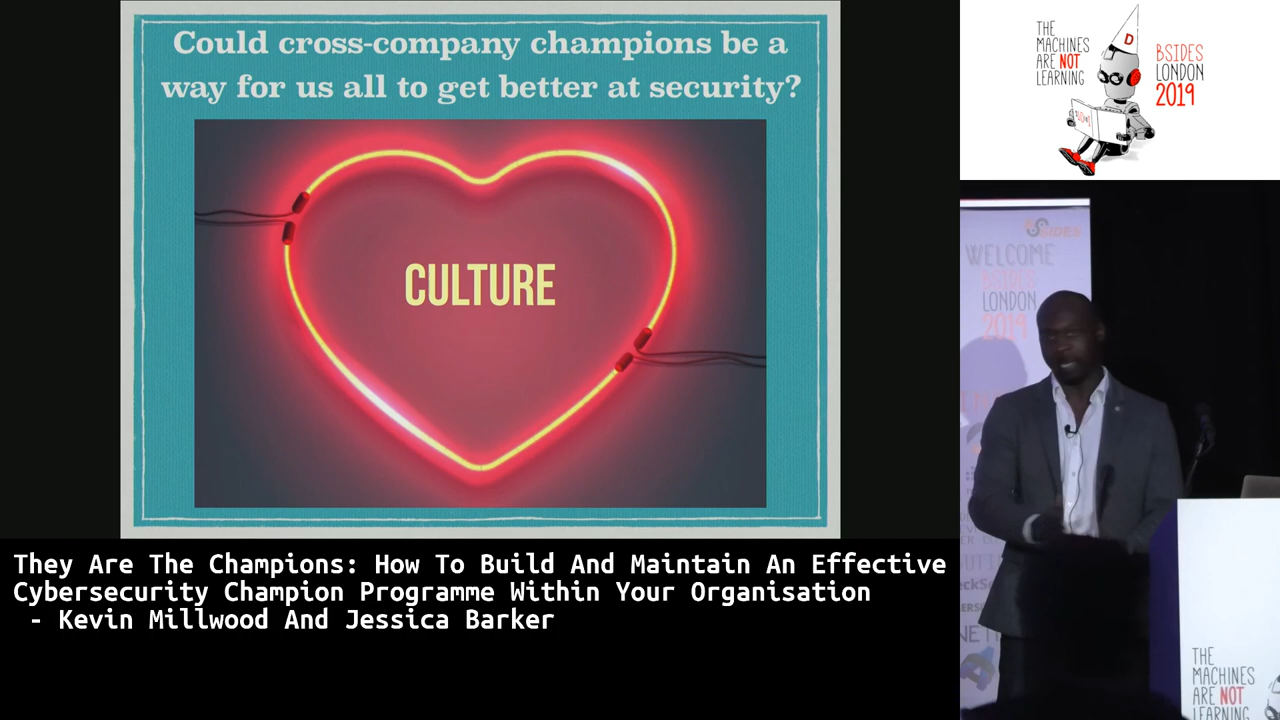 Could cross-company champions be a
way for us all to get better at security?
CULTURE
THE
MACHINES
ARE NOT
LEARNING
D
BSIDES
LONDON
2019
WELCOME
BSIDES
LONDON
2019
They Are The Champions: How To Build And Maintain An Effective
Cybersecurity Champion Programme Within Your Organisation
- Kevin Millwood And Jessica Barker
THE
MACHINES
ARE NOT
LEARNING